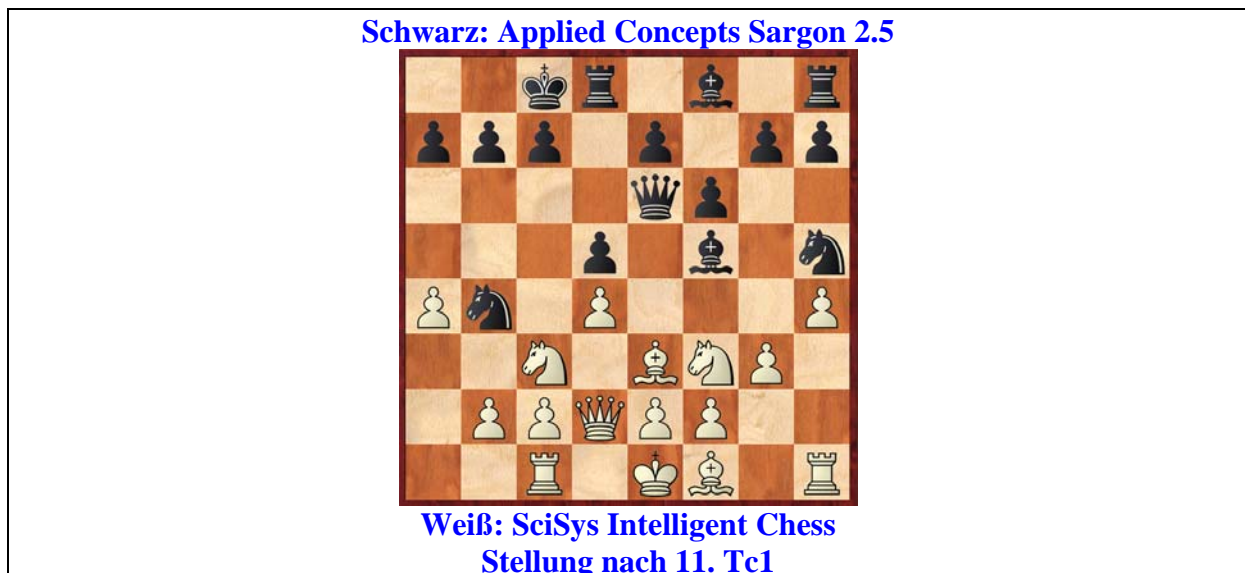 Schwarz: Applied Concepts Sargon 2.5
Weiß: SciSys Intelligent Chess
Stellung nach 11. Tc1